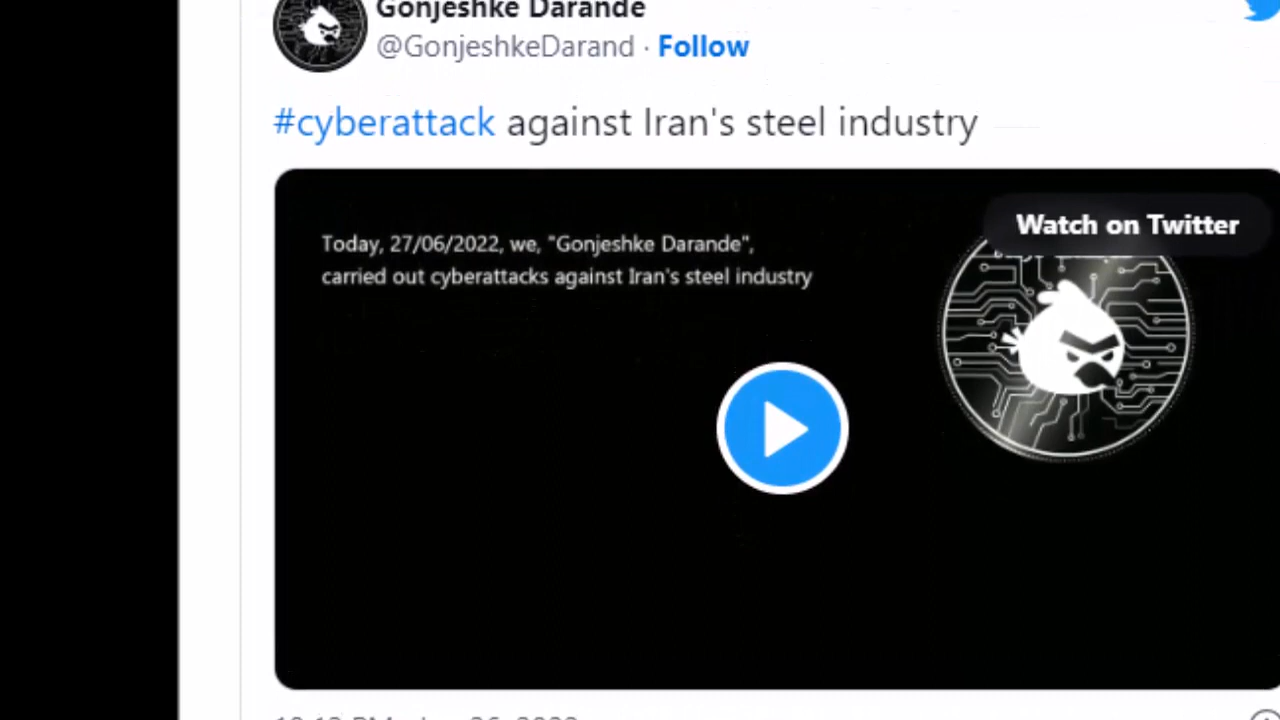 Gonjeshke Darande
@GonjeshkeDarand · Follow
#cyberattack against Iran's steel industry
Watch on Twitter
Today, 27/06/2022, we, "Gonjeshke Darande",
carried out cyberattacks against Iran's steel industry